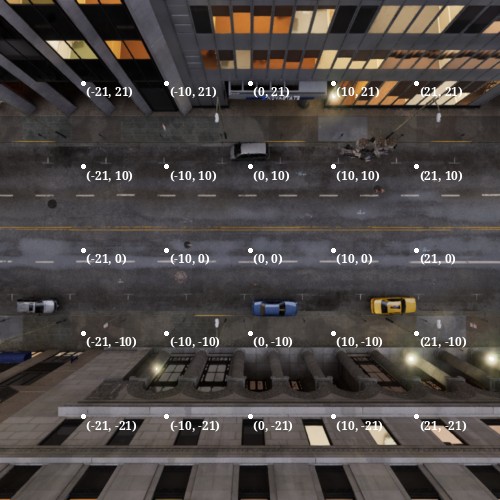 (-21, 21) (-10, 21) (0, 21) (10, 21) (21, 21)
(-21, 10) (-10, 10) (0, 10) (10, 10) (21, 10)
(-21, 0) (-10, 0) (0, 0) (10, 0) (21, 0)
(-21, -10) (-10, -10) (0, -10) (10, -10) (21, -10)
(-21, -21) (-10, -21) (0, -21) (10, -21) (21, -21)